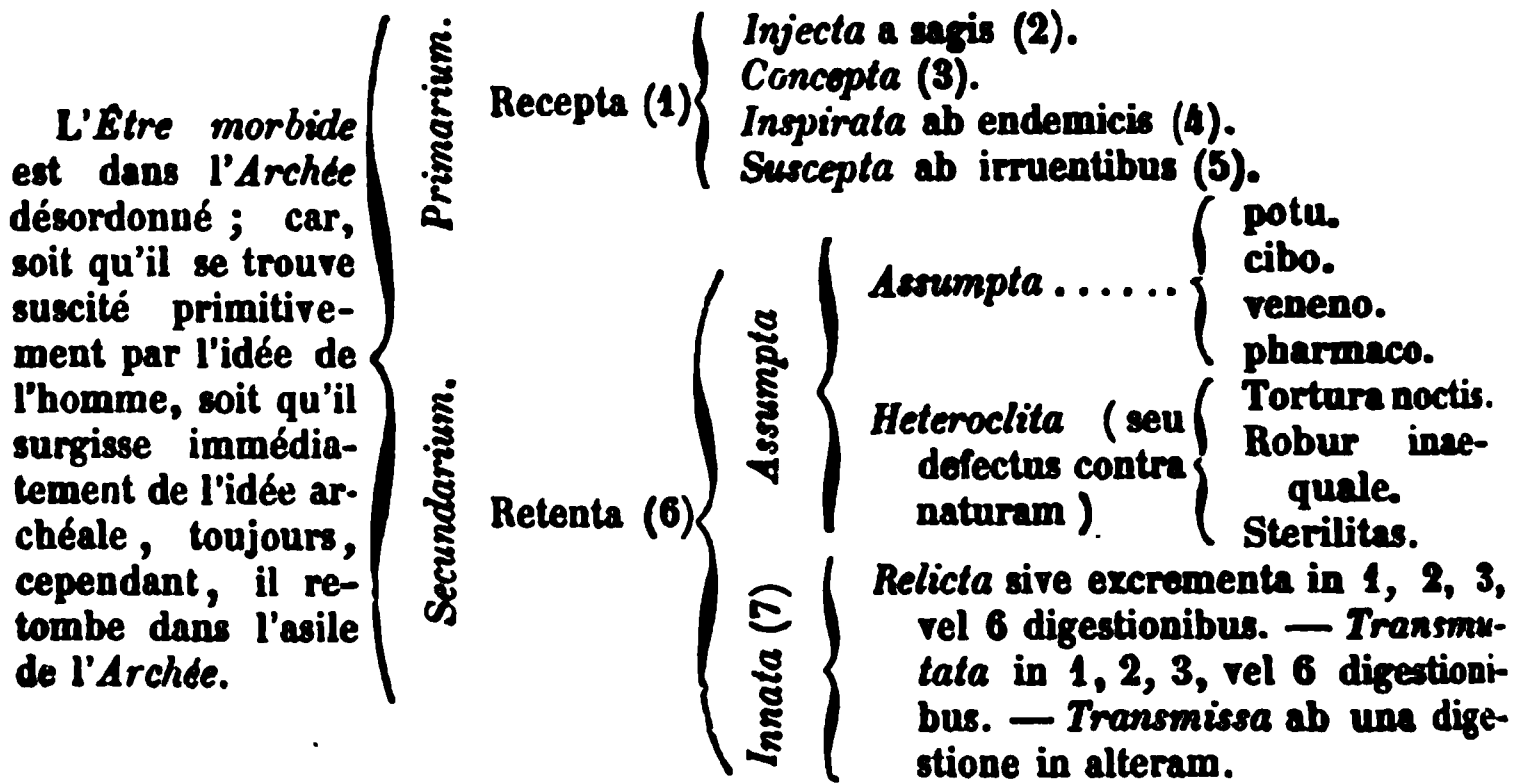 L'Être morbide
est dans l'Archée
désordonné ; car,
soit qu'il se trouve
suscité primitive-
ment par l'idée de
l'homme, soit qu'il
surgisse immédia-
tement de l'idée ar-
chéale, toujours,
cependant, il re-
tombe dans l'asile
de l'Archée.
Primarium.
Recepta (1)
Injecta a sagis (2).
Concepta (3).
Inspirata ab endemicis (4).
Suscepta ab irruentibus (5).
Secundarium.
Retenta (6)
Assumpta
Assumpta ......
potu.
cibo.
veneno.
pharmaco.
Heteroclita (seu
defectus contra
naturam)
Tortura noctis.
Robur inae-
quale.
Sterilitas.
Innata (7)
Relicta sive excrementa in 1, 2, 3,
vel 6 digestionibus. — Transmu-
tata in 1, 2, 3, vel 6 digestioni-
bus. — Transmissa ab una dige-
stione in alteram.